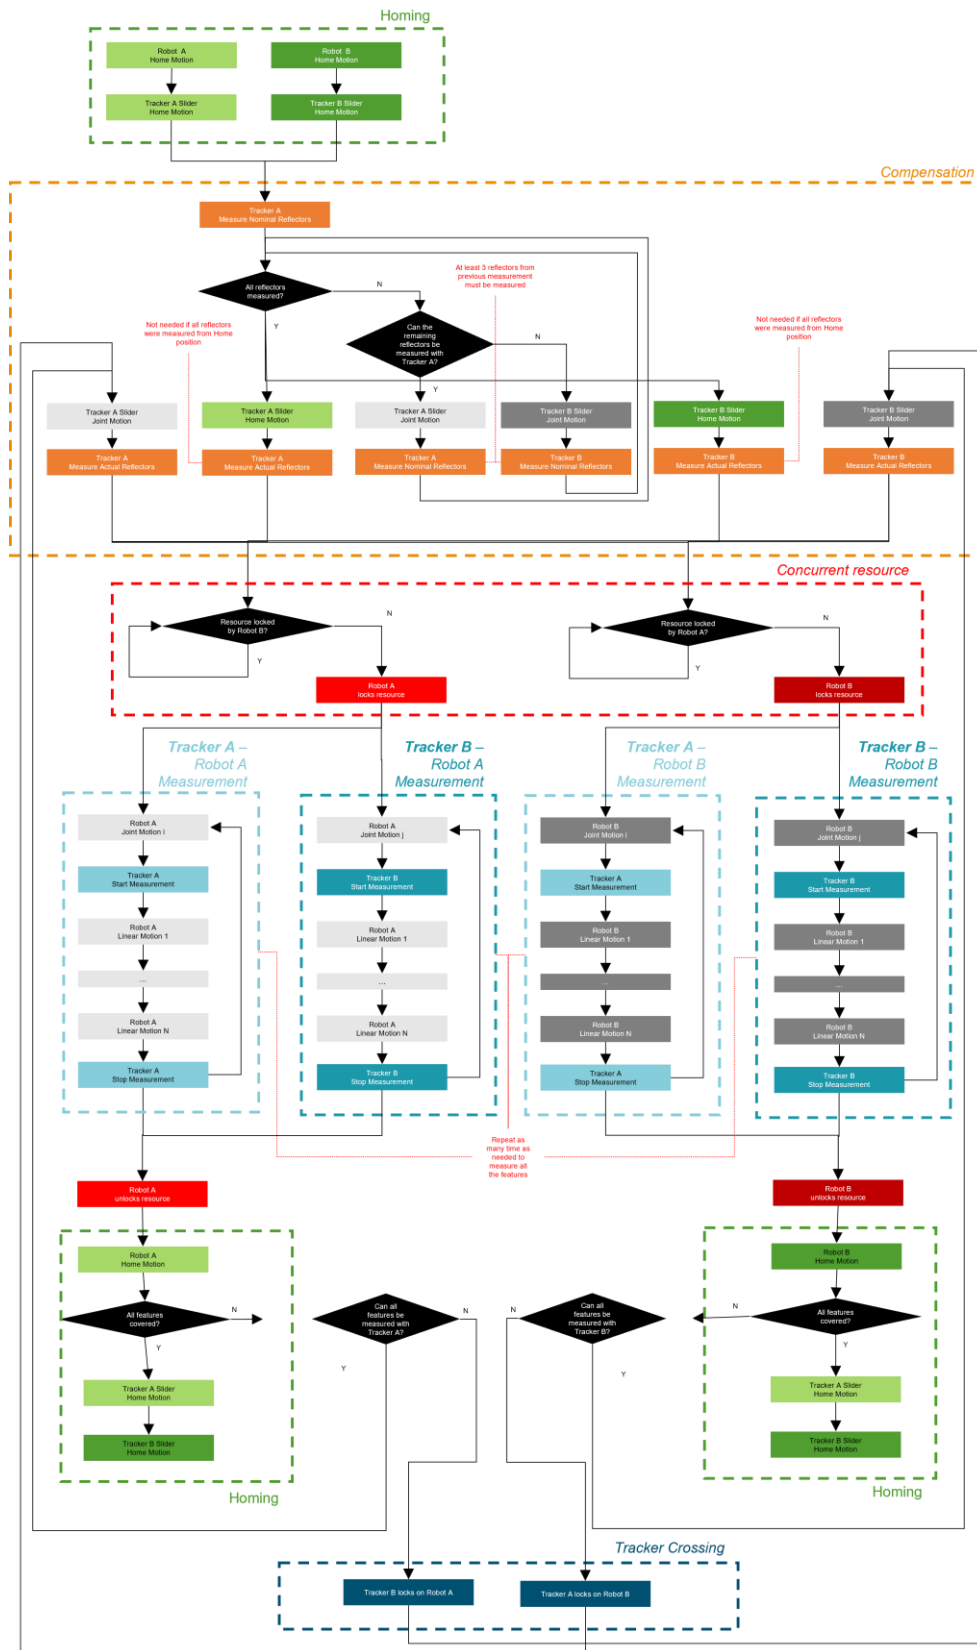 Homing
Robot A
Home Motion
Robot B
Home Motion
Tracker A Slider
Home Motion
Tracker B Slider
Home Motion
Compensation
Tracker A
Measure Nominal Reflectors
At least 3 reflectors from
previous measurement
must be measured
All reflectors
measured?
N
Y
Not needed if all reflectors
were measured from Home
position
Not needed if all reflectors
were measured from Home
position
Can the
remaining
reflectors be
measured with
Tracker A?
N
Y
Tracker A Slider
Joint Motion
Tracker A Slider
Home Motion
Tracker A Slider
Joint Motion
Tracker B Slider
Joint Motion
Tracker B Slider
Home Motion
Tracker B Slider
Joint Motion
Tracker A
Measure Actual Reflectors
Tracker A
Measure Actual Reflectors
Tracker A
Measure Nominal Reflectors
Tracker B
Measure Nominal Reflectors
Tracker B
Measure Actual Reflectors
Tracker B
Measure Actual Reflectors
Concurrent resource
Resource locked
by Robot B?
N
Y
Resource locked
by Robot A?
N
Y
Robot A
locks resource
Robot B
locks resource
Tracker A –
Robot A
Measurement
Tracker B –
Robot A
Measurement
Tracker A –
Robot B
Measurement
Tracker B –
Robot B
Measurement
Robot A
Joint Motion i
Tracker A
Start Measurement
Robot A
Linear Motion 1
...
Robot A
Linear Motion N
Tracker A
Stop Measurement
Robot A
Joint Motion j
Tracker B
Start Measurement
Robot A
Linear Motion 1
...
Robot A
Linear Motion N
Tracker B
Stop Measurement
Robot B
Joint Motion i
Tracker A
Start Measurement
Robot B
Linear Motion 1
...
Robot B
Linear Motion N
Tracker A
Stop Measurement
Robot B
Joint Motion j
Tracker B
Start Measurement
Robot B
Linear Motion 1
...
Robot B
Linear Motion N
Tracker B
Stop Measurement
Repeat as
many time as
needed to
measure all
the features
Robot A
unlocks resource
Robot B
unlocks resource
Robot A
Home Motion
All features
covered?
N
Y
Tracker A Slider
Home Motion
Tracker B Slider
Home Motion
Homing
Can all
features be
measured with
Tracker A?
N
Y
Can all
features be
measured with
Tracker B?
N
Y
Robot B
Home Motion
All features
covered?
N
Y
Tracker A Slider
Home Motion
Tracker B Slider
Home Motion
Homing
Tracker Crossing
Tracker B locks on Robot A
Tracker A locks on Robot B